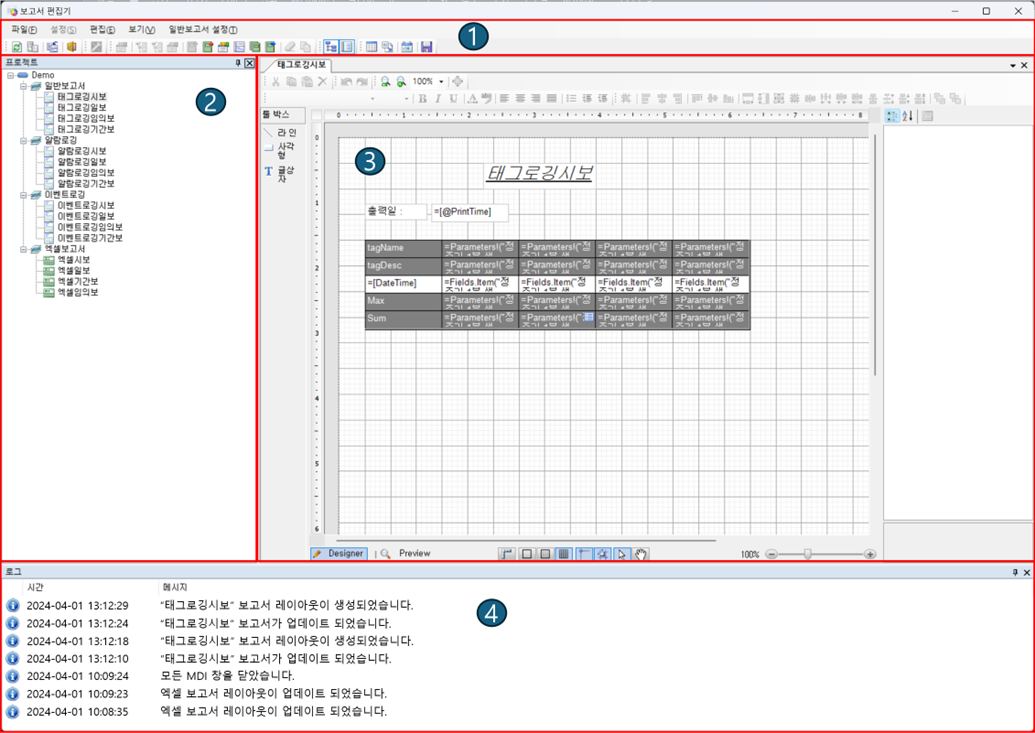 보고서 편집기
파일(F) 설정(S) 편집(E) 보기(V) 일반보고서 설정(T)
1
프로젝트
Demo
일반보고서
태그로깅시보
태그로깅일보
태그로깅임의보
태그로깅기간보
알람로깅
알람로깅시보
알람로깅일보
알람로깅임의보
알람로깅기간보
이벤트로깅
이벤트로깅시보
이벤트로깅일보
이벤트로깅임의보
이벤트로깅기간보
엑셀보고서
엑셀시보
엑셀일보
엑셀기간보
엑셀임의보
2
태그로깅시보
100%
B I U
툴 박스
라인
사각
형
글상
자
0 1 2 3 4 5 6 7 8
0
1
2
3
4
5
6
3
태그로깅시보
출력일 : =[@PrintTime]
tagName =Parameters!("정 =Parameters!("정 =Parameters!("정 =Parameters!("정
tagDesc =Parameters!("정 =Parameters!("정 =Parameters!("정 =Parameters!("정
=[DateTime] =Fields.Item("정 =Fields.Item("정 =Fields.Item("정 =Fields.Item("정
Max =Parameters!("정 =Parameters!("정 =Parameters!("정 =Parameters!("정
Sum =Parameters!("정 =Parameters!(" =Parameters!("정 =Parameters!("정
Designer Preview 100%
로그
시간 메시지
2024-04-01 13:12:29 "태그로깅시보" 보고서 레이아웃이 생성되었습니다.
2024-04-01 13:12:24 "태그로깅시보" 보고서가 업데이트 되었습니다.
2024-04-01 13:12:18 "태그로깅시보" 보고서 레이아웃이 생성되었습니다.
2024-04-01 13:12:10 "태그로깅시보" 보고서가 업데이트 되었습니다.
2024-04-01 10:09:24 모든 MDI 창을 닫았습니다.
2024-04-01 10:09:23 엑셀 보고서 레이아웃이 업데이트 되었습니다.
2024-04-01 10:08:35 엑셀 보고서 레이아웃이 업데이트 되었습니다.
4